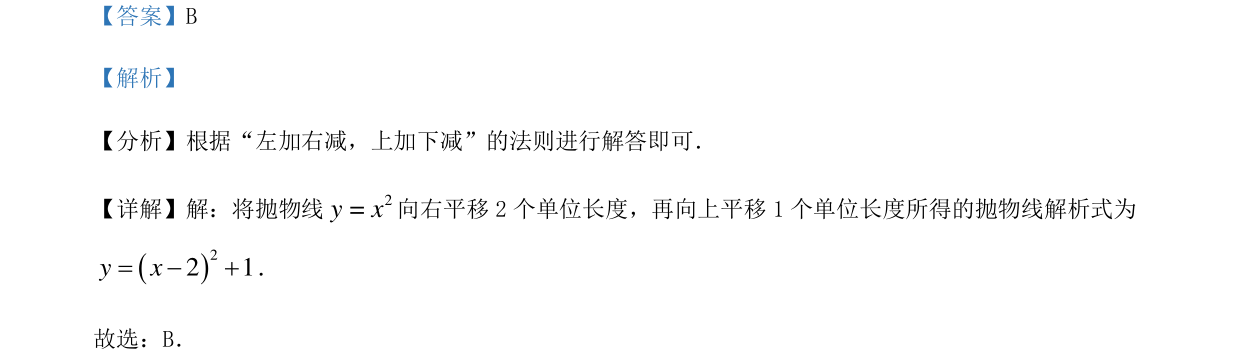 【答案】B
【解析】
【分析】根据“左加右减，上加下减”的法则进行解答即可．
【详解】解：将抛物线 y = x² 向右平移 2 个单位长度，再向上平移 1 个单位长度所得的抛物线解析式为
y = (x − 2)² + 1．
故选：B．